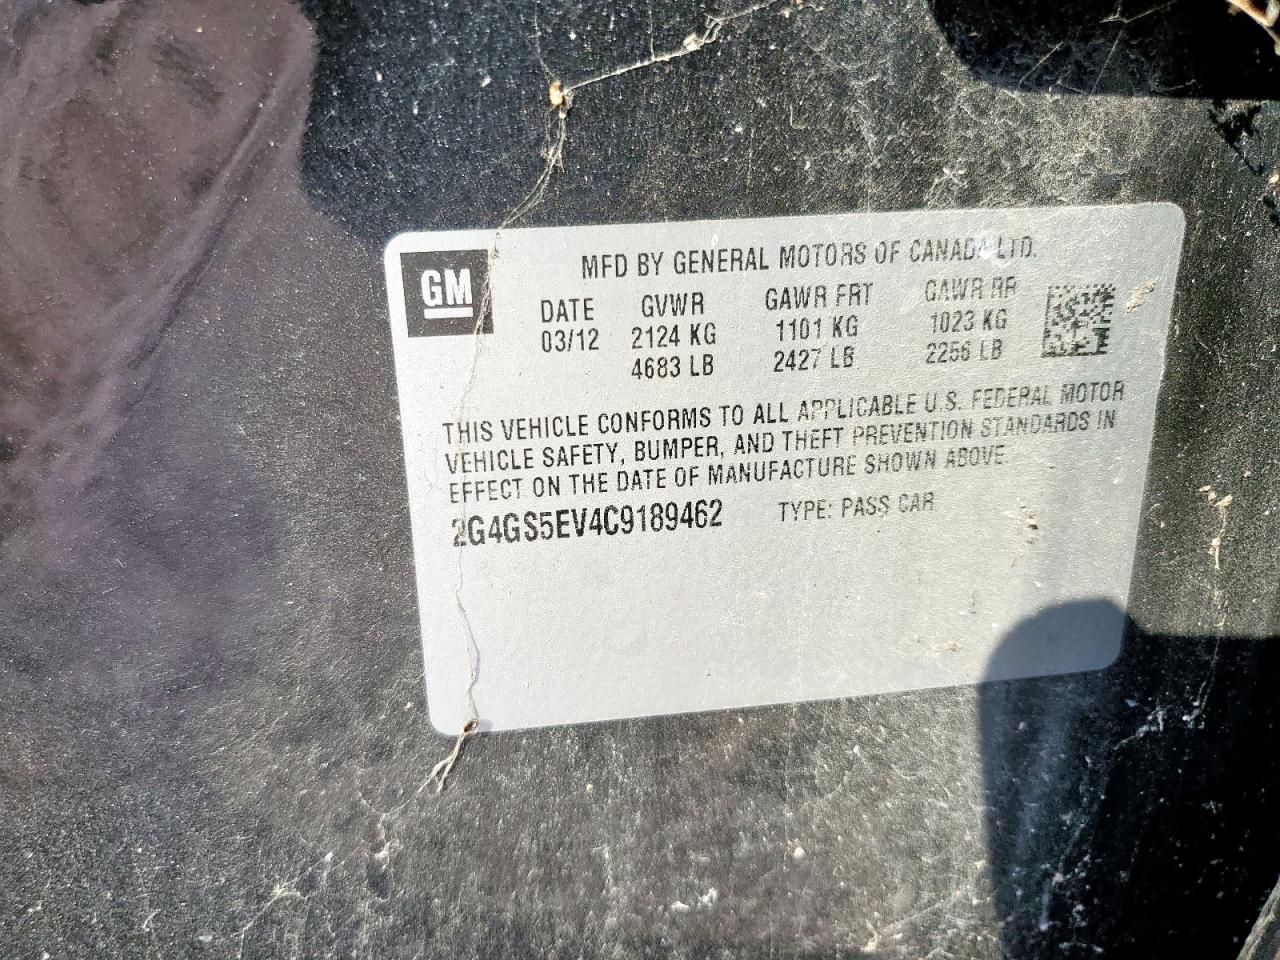 GM
MFD BY GENERAL MOTORS OF CANADA LTD.
DATE GVWR GAWR FRT GAWR RR
03/12 2124 KG 1101 KG 1023 KG
4683 LB 2427 LB 2256 LB
THIS VEHICLE CONFORMS TO ALL APPLICABLE U.S. FEDERAL MOTOR
VEHICLE SAFETY, BUMPER, AND THEFT PREVENTION STANDARDS IN
EFFECT ON THE DATE OF MANUFACTURE SHOWN ABOVE
2G4GS5EV4C9189462 TYPE: PASS CAR